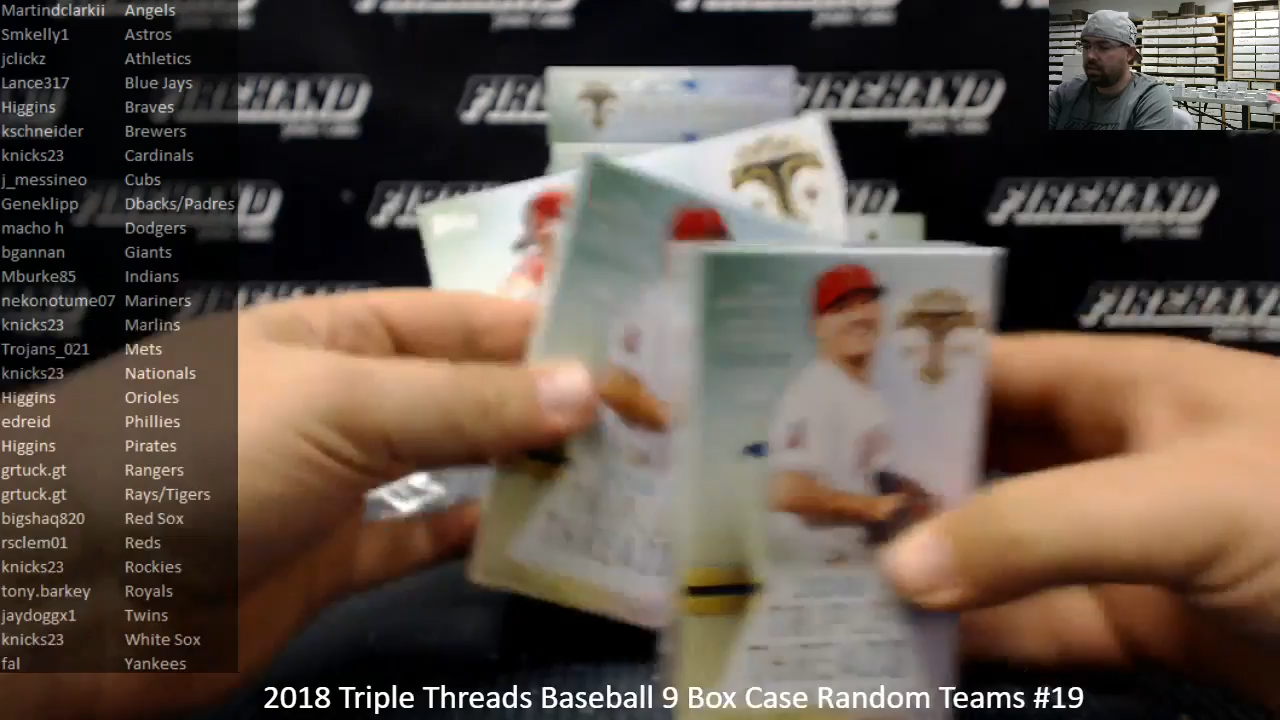 Martindclarkii Angels
Smkelly1 Astros
jclickz Athletics
Lance317 Blue Jays
Higgins Braves
kschneider Brewers
knicks23 Cardinals
j_messineo Cubs
Geneklipp Dbacks/Padres
macho h Dodgers
bgannan Giants
Mburke85 Indians
nekonotume07 Mariners
knicks23 Marlins
Trojans_021 Mets
knicks23 Nationals
Higgins Orioles
edreid Phillies
Higgins Pirates
grtuck.gt Rangers
grtuck.gt Rays/Tigers
bigshaq820 Red Sox
rsclem01 Reds
knicks23 Rockies
tony.barkey Royals
jaydoggx1 Twins
knicks23 White Sox
fal Yankees
FIREHAND
FIREHAND
FIREHAND
2018 Triple Threads Baseball 9 Box Case Random Teams #19